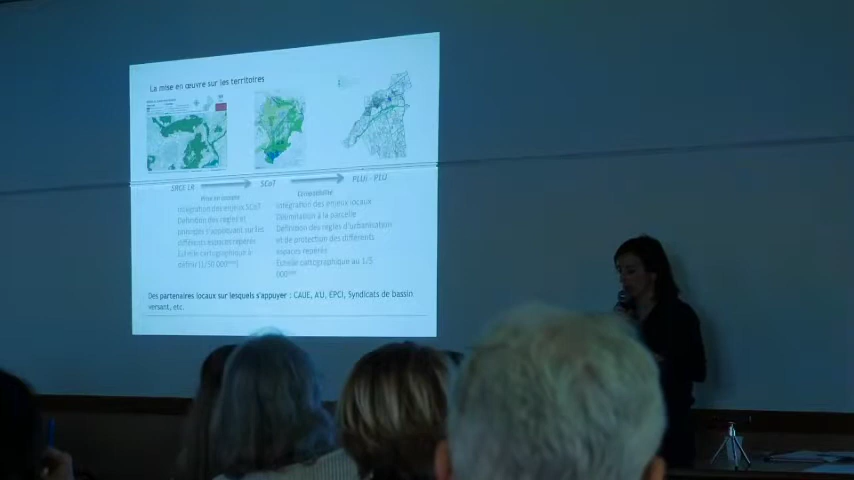 La mise en œuvre sur les territoires
SRCE LR
SCoT
PLUi - PLU
Mise en compte
Compatibilité
Intégration des enjeux SCoT
Définition des règles et
principes s'appliquant sur les
différents espaces repérés
Echelle cartographique à
définir (1/50 000ème)
Intégration des enjeux locaux
Délimitation à la parcelle
Définition des règles d'urbanisation
et de protection des différents
espaces repérés
Echelle cartographique au 1/5
000ème
Des partenaires locaux sur lesquels s'appuyer : CAUE, AU, EPCI, Syndicats de bassin
versant, etc.